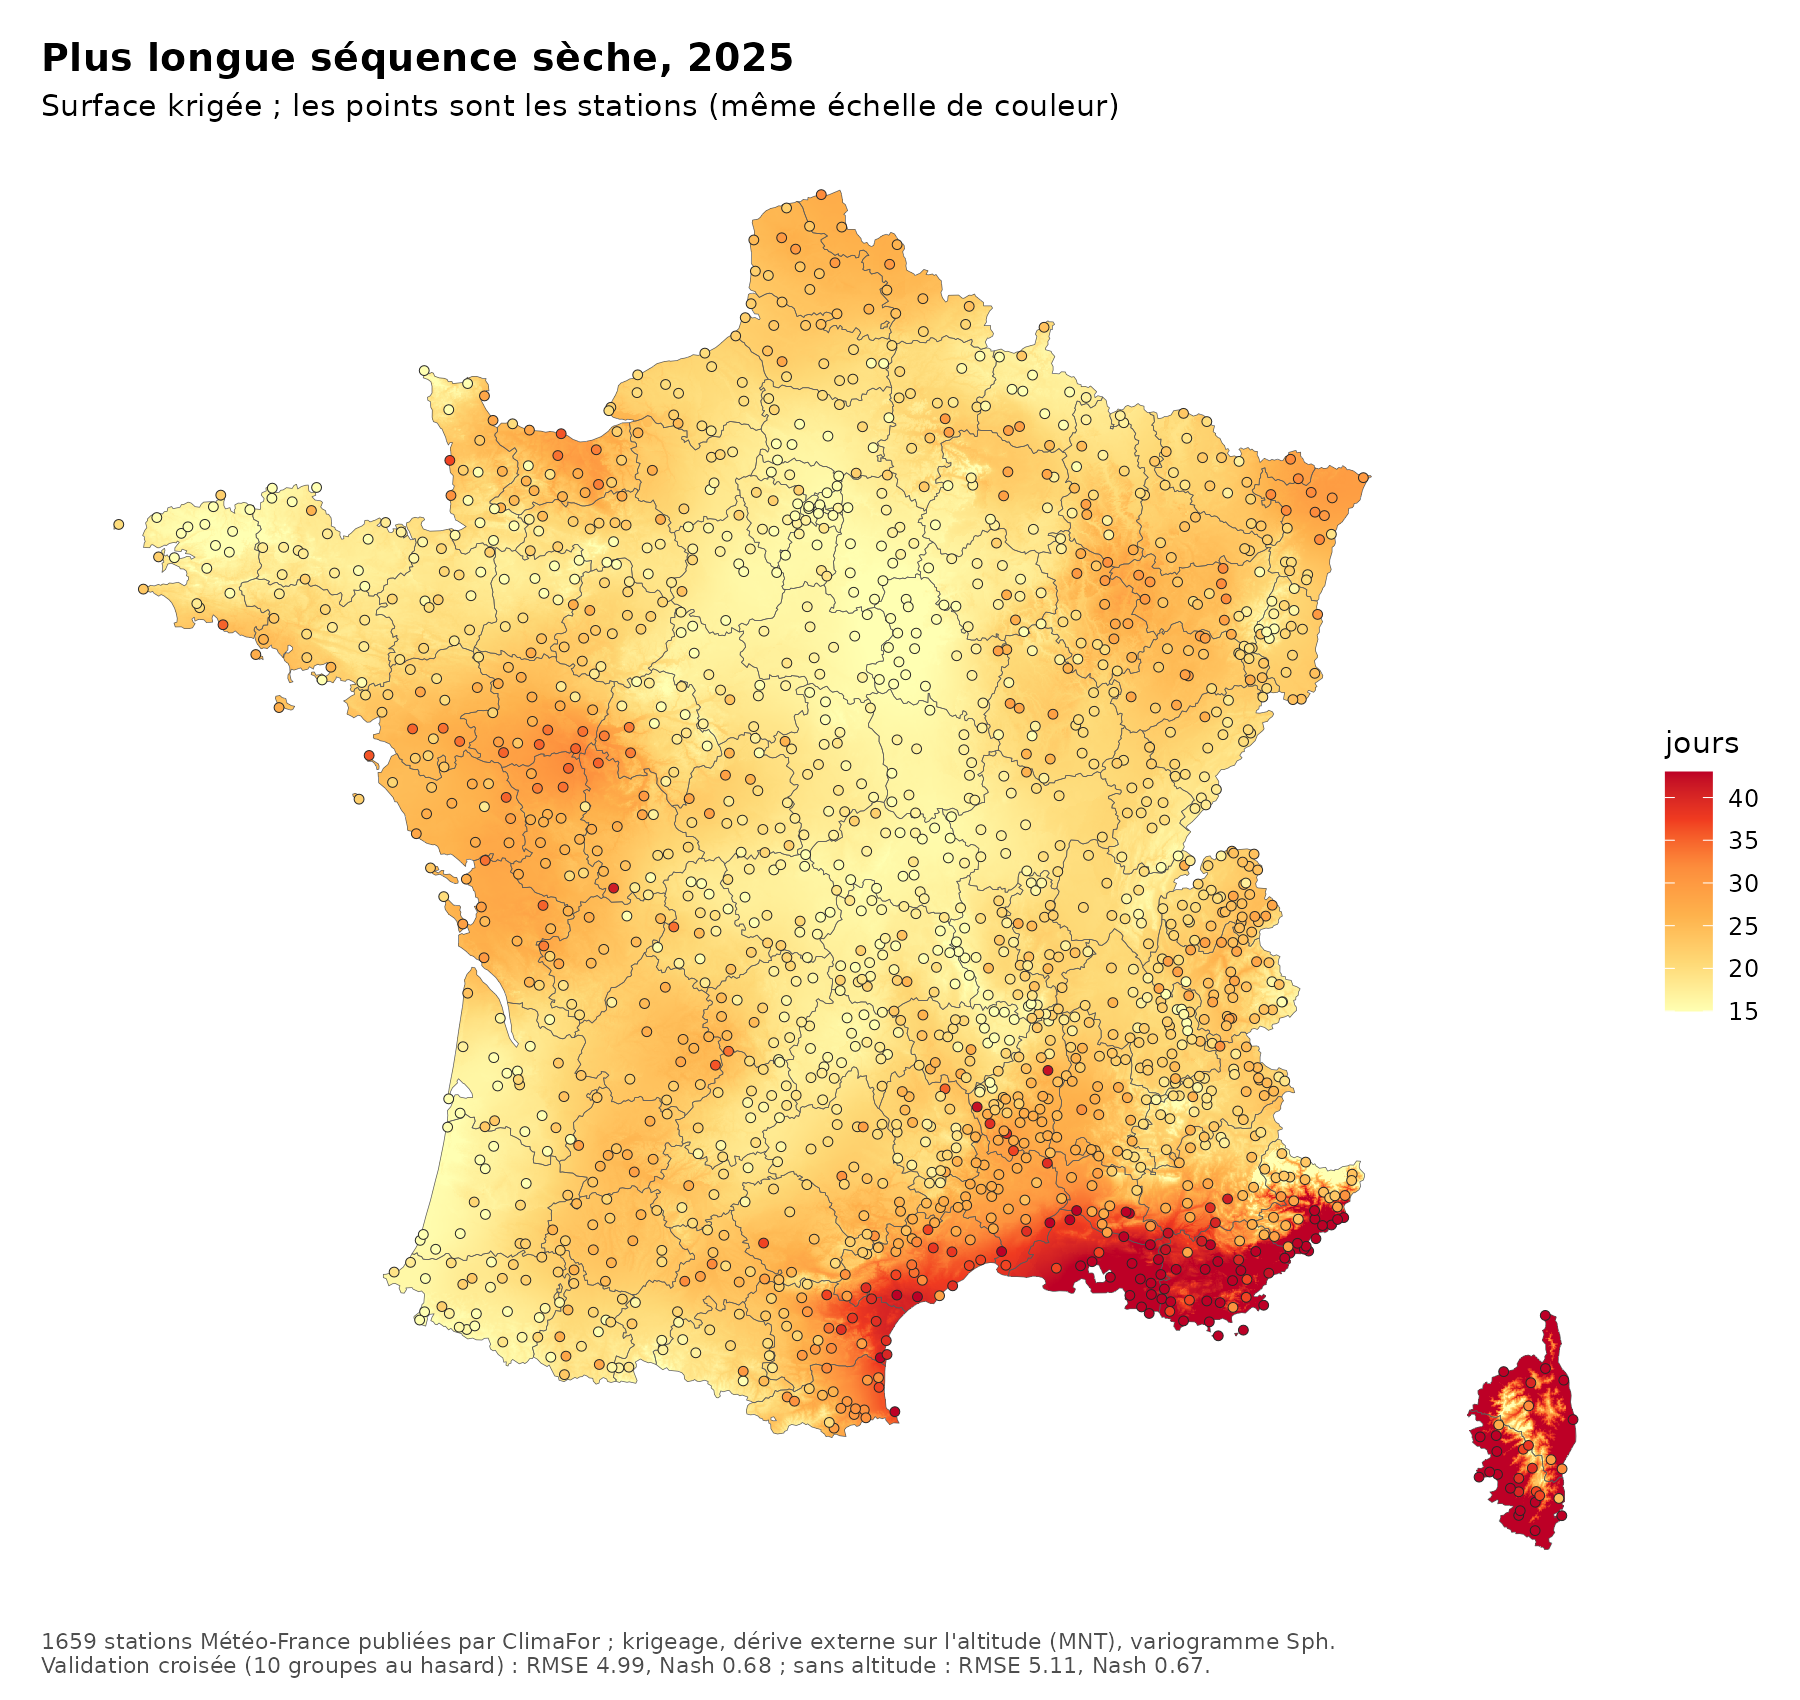 Plus longue séquence sèche, 2025
Surface krigée ; les points sont les stations (même échelle de couleur)
jours
40
35
30
25
20
15
1659 stations Météo-France publiées par ClimaFor ; krigeage, dérive externe sur l'altitude (MNT), variogramme Sph.
Validation croisée (10 groupes au hasard) : RMSE 4.99, Nash 0.68 ; sans altitude : RMSE 5.11, Nash 0.67.